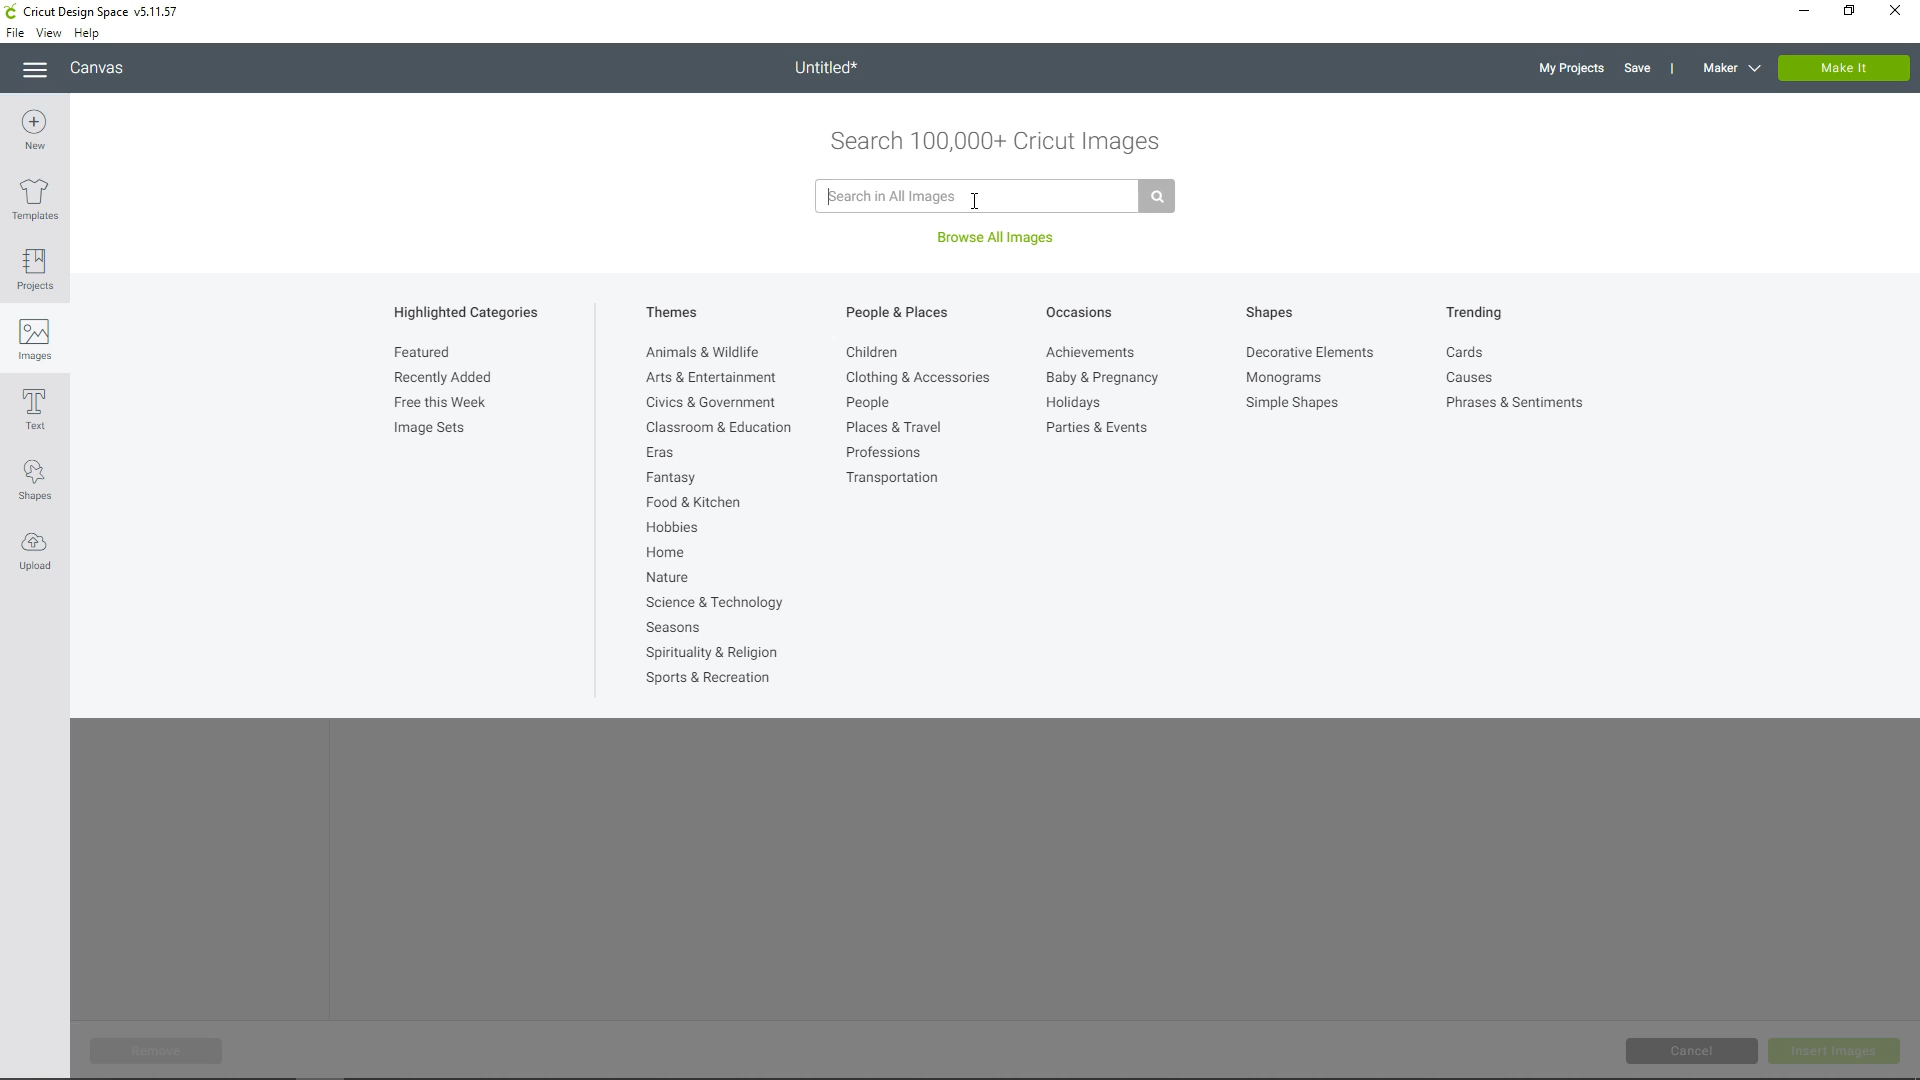 Cricut Design Space v5.11.57
File View Help
Canvas
Untitled*
My Projects Save | Maker Make It
New
Templates
Projects
Images
Text
Shapes
Upload
Search 100,000+ Cricut Images
Search in All Images
Browse All Images
Highlighted Categories
Featured
Recently Added
Free this Week
Image Sets
Themes
Animals & Wildlife
Arts & Entertainment
Civics & Government
Classroom & Education
Eras
Fantasy
Food & Kitchen
Hobbies
Home
Nature
Science & Technology
Seasons
Spirituality & Religion
Sports & Recreation
People & Places
Children
Clothing & Accessories
People
Places & Travel
Professions
Transportation
Occasions
Achievements
Baby & Pregnancy
Holidays
Parties & Events
Shapes
Decorative Elements
Monograms
Simple Shapes
Trending
Cards
Causes
Phrases & Sentiments
Remove
Cancel
Insert Images